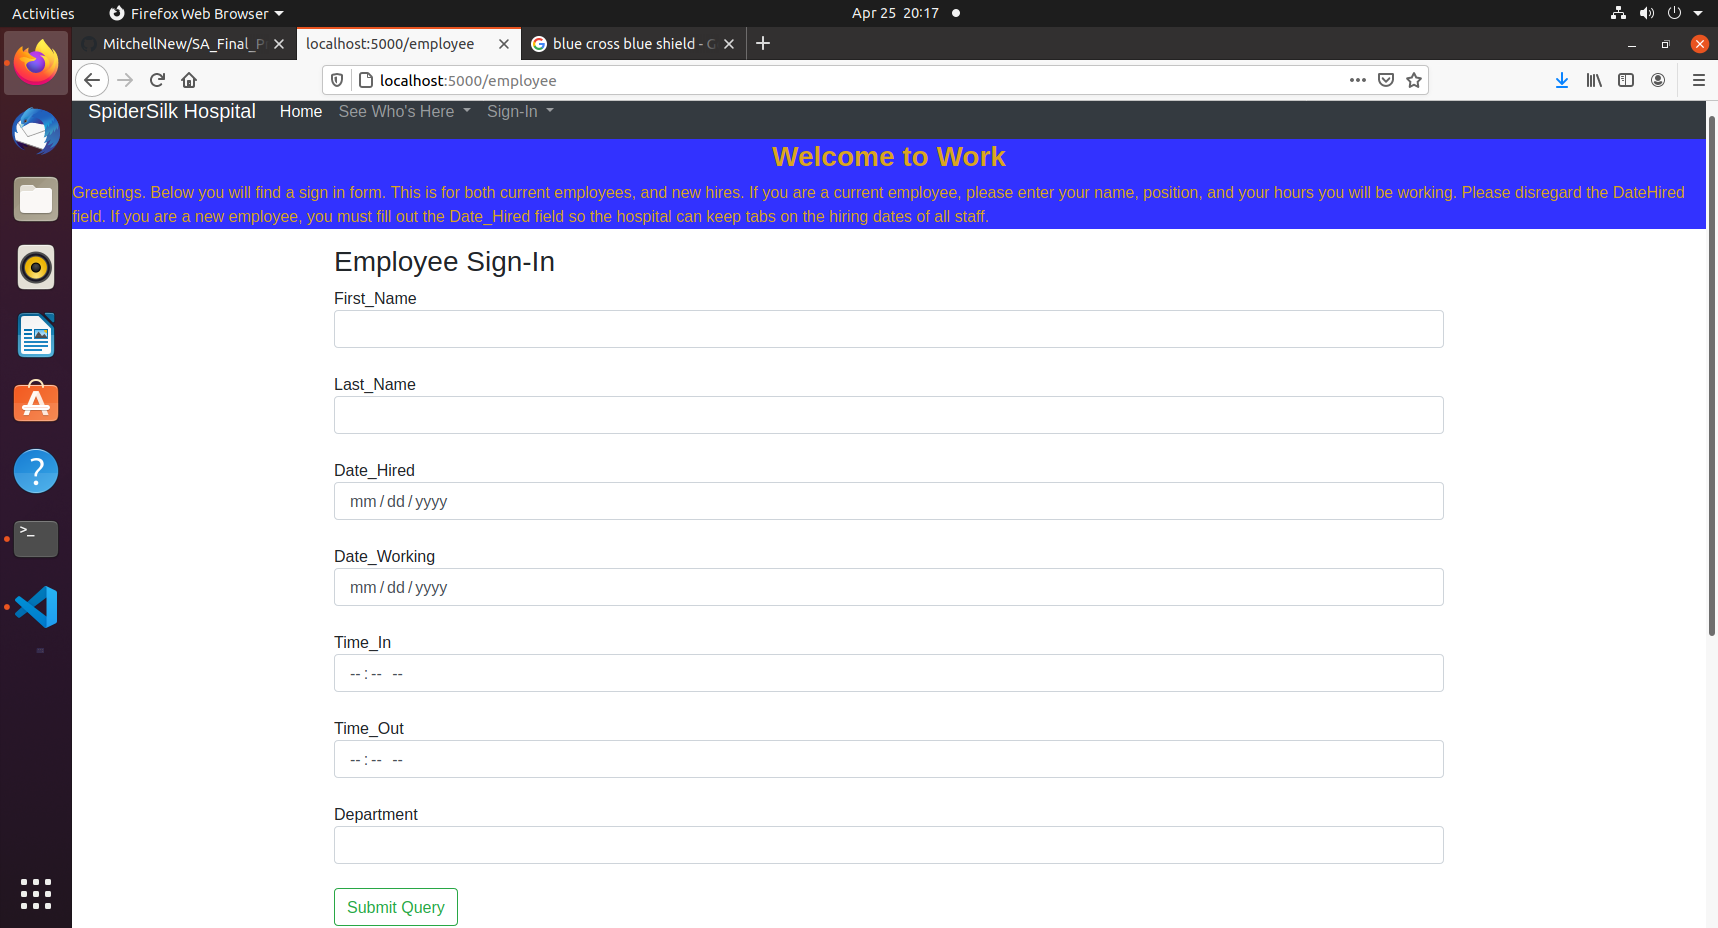 Activities
Firefox Web Browser
Apr 25 20:17
MitchellNew/SA_Final_P
localhost:5000/employee
blue cross blue shield - G
localhost:5000/employee
SpiderSilk Hospital
Home
See Who's Here
Sign-In
Welcome to Work
Greetings. Below you will find a sign in form. This is for both current employees, and new hires. If you are a current employee, please enter your name, position, and your hours you will be working. Please disregard the DateHired
field. If you are a new employee, you must fill out the Date_Hired field so the hospital can keep tabs on the hiring dates of all staff.
Employee Sign-In
First_Name
Last_Name
Date_Hired
mm / dd / yyyy
Date_Working
mm / dd / yyyy
Time_In
-- : -- --
Time_Out
-- : -- --
Department
Submit Query